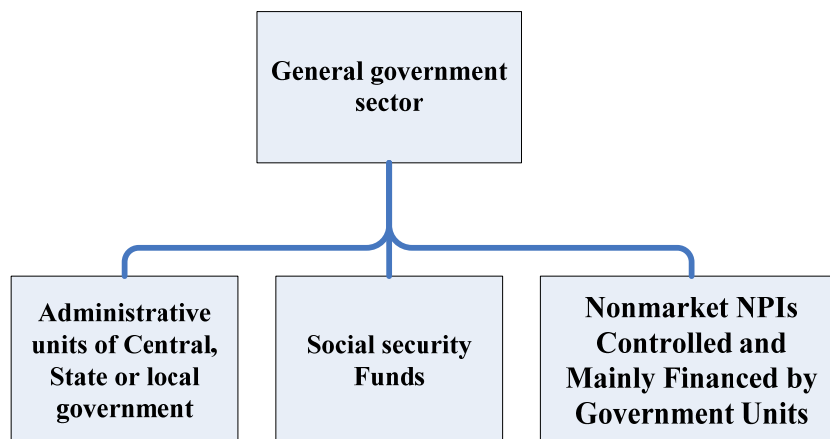 General government
sector
Administrative
units of Central,
State or local
government
Social security
Funds
Nonmarket NPIs
Controlled and
Mainly Financed by
Government Units